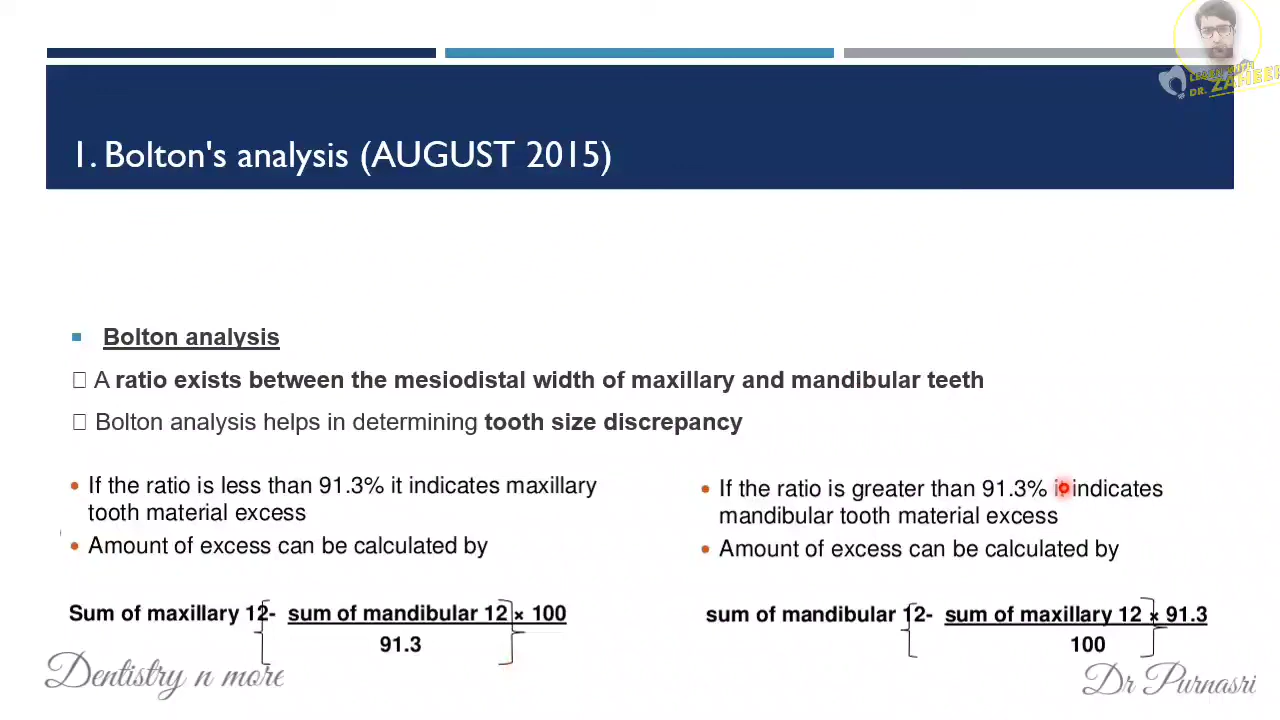 LEARN WITH
DR. ZAHEER
1. Bolton's analysis (AUGUST 2015)
Bolton analysis
A ratio exists between the mesiodistal width of maxillary and mandibular teeth
Bolton analysis helps in determining tooth size discrepancy
If the ratio is less than 91.3% it indicates maxillary
tooth material excess
Amount of excess can be calculated by
Sum of maxillary 12- sum of mandibular 12 × 100
91.3
If the ratio is greater than 91.3% it indicates
mandibular tooth material excess
Amount of excess can be calculated by
sum of mandibular 12- sum of maxillary 12 × 91.3
100
Dentistry n more
Dr Purnasri